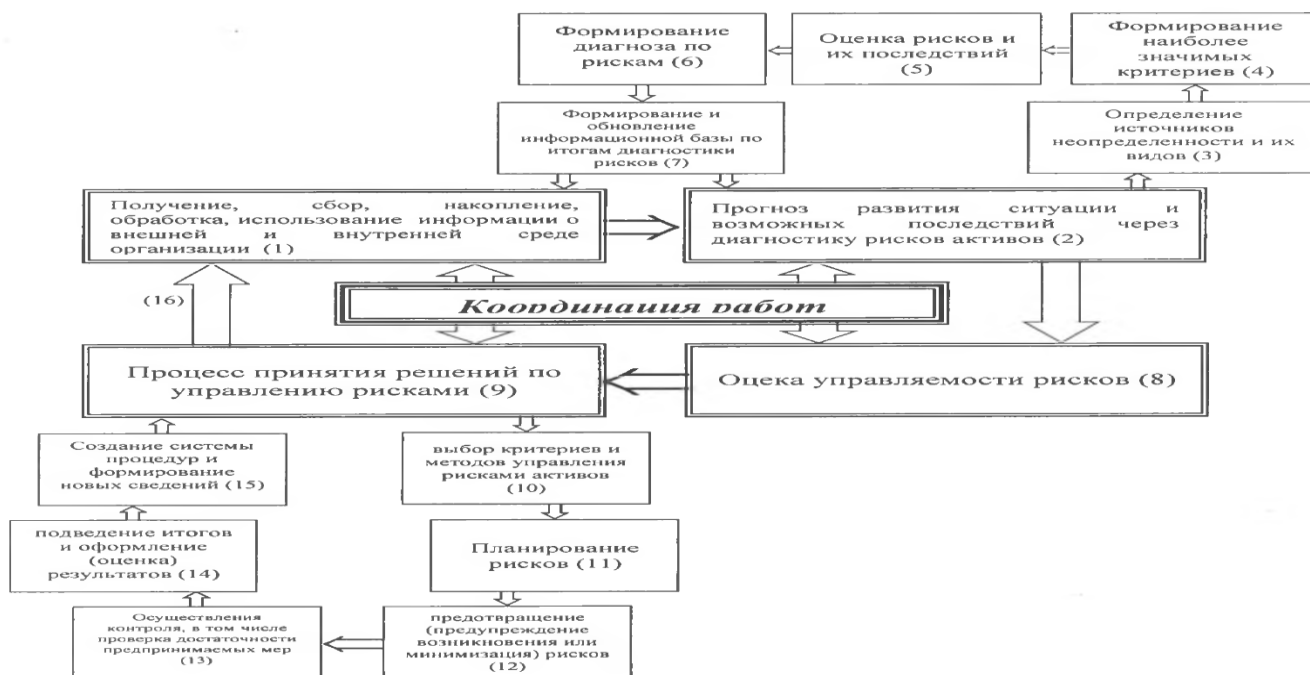 Формирование
диагноза по
рискам (6)
Оценка рисков и
их последствий
(5)
Формирование
наиболее
значимых
критериев (4)
Формирование и
обновление
информационной базы по
итогам диагностики
рисков (7)
Определение
источников
неопределенности и их
видов (3)
Получение, сбор, накопление,
обработка, использование информации о
внешней и внутренней среде
организации (1)
Прогноз развития ситуации и
возможных последствий через
диагностику рисков активов (2)
(16)
Координация работ
Процесс принятия решений по
управлению рисками (9)
Оцека управляемости рисков (8)
Создание системы
процедур и
формирование
новых сведений (15)
выбор критериев и
методов управления
рисками активов
(10)
подведение итогов
и оформление
(оценка)
результатов (14)
Планирование
рисков (11)
Осуществления
контроля, в том числе
проверка достаточности
предпринимаемых мер
(13)
предотвращение
(предупреждение
возникновения или
минимизация) рисков
(12)